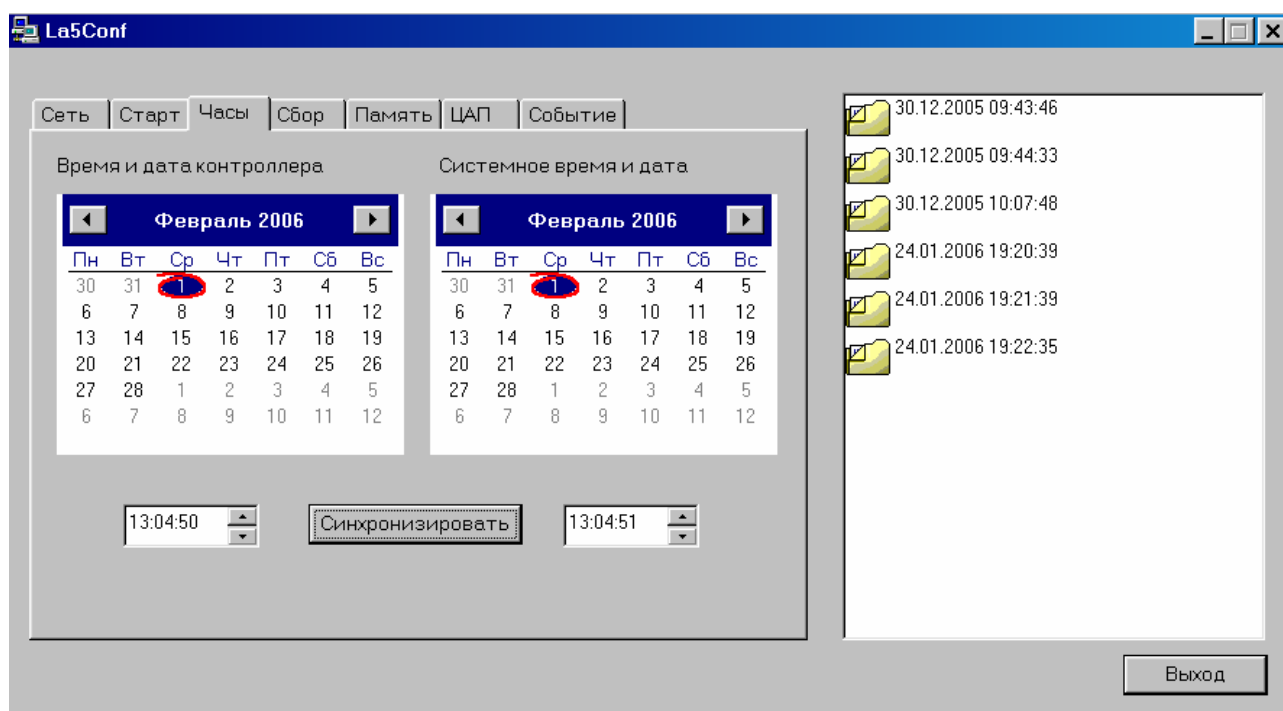 La5Conf
Сеть Старт Часы Сбор Память ЦАП Событие
Время и дата контроллера
Февраль 2006
Пн Вт Ср Чт Пт Сб Вс
30 31 1 2 3 4 5
6 7 8 9 10 11 12
13 14 15 16 17 18 19
20 21 22 23 24 25 26
27 28 1 2 3 4 5
6 7 8 9 10 11 12
13:04:50
Синхронизировать
Системное время и дата
Февраль 2006
Пн Вт Ср Чт Пт Сб Вс
30 31 1 2 3 4 5
6 7 8 9 10 11 12
13 14 15 16 17 18 19
20 21 22 23 24 25 26
27 28 1 2 3 4 5
6 7 8 9 10 11 12
13:04:51
30.12.2005 09:43:46
30.12.2005 09:44:33
30.12.2005 10:07:48
24.01.2006 19:20:39
24.01.2006 19:21:39
24.01.2006 19:22:35
Выход